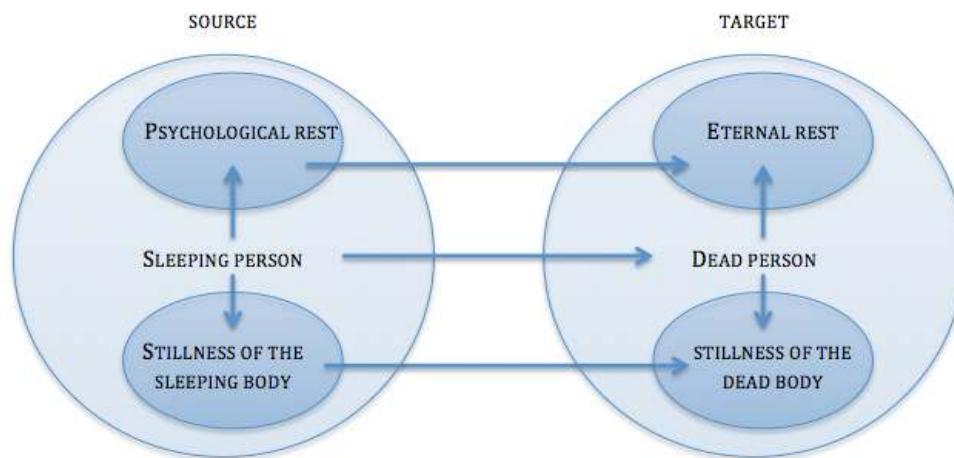 SOURCE
TARGET
PSYCHOLOGICAL REST
ETERNAL REST
SLEEPING PERSON
DEAD PERSON
STILLNESS OF THE
SLEEPING BODY
STILLNESS OF THE
DEAD BODY